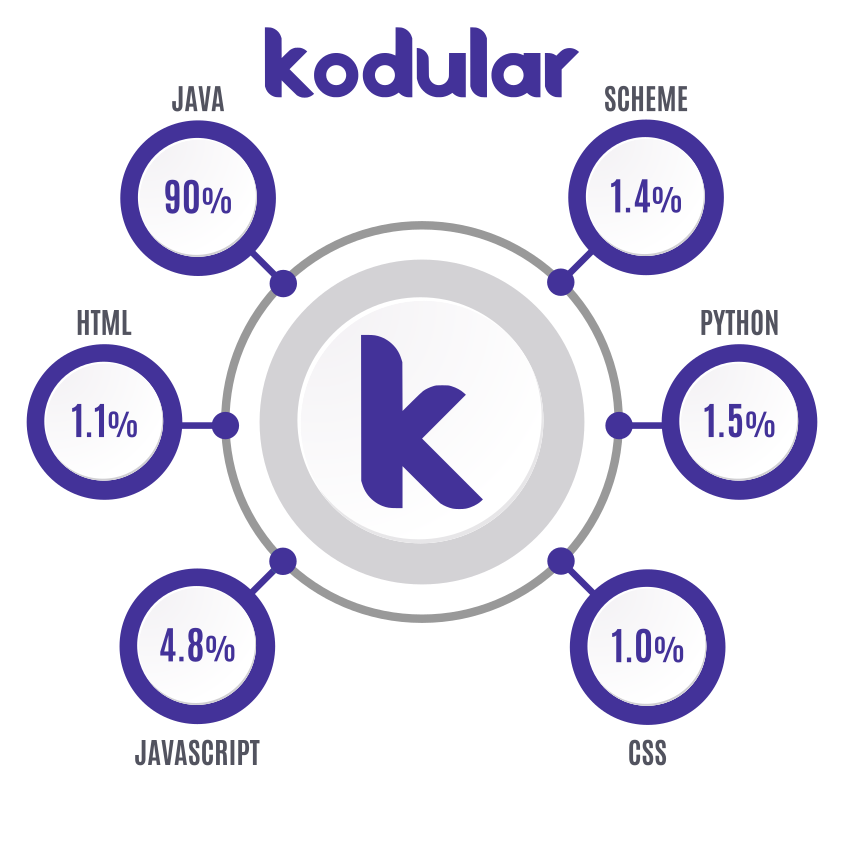 kodular
JAVA
90%
SCHEME
1.4%
HTML
1.1%
PYTHON
1.5%
k
4.8%
JAVASCRIPT
1.0%
CSS